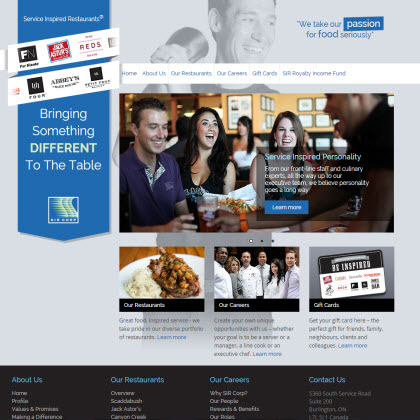 Service Inspired Restaurants®
"We take our passion
for food seriously"
FN
Far Niente
JACK ASTOR'S
REDS
FOUR
ABBEY'S
PETIT FOUR
Bringing
Something
DIFFERENT
To The Table
SIR CORP
Home About Us Our Restaurants Our Careers Gift Cards SIR Royalty Income Fund
Service Inspired Personality
From our front-line staff and culinary
experts, all the way up to our
executive team, we believe personality
goes a long way
Learn more
BE INSPIRED
Our Restaurants
Our Careers
Gift Cards
Great food. Inspired service - we
take pride in our diverse portfolio
of restaurants. Learn more
Create your own unique
opportunities with us – whether
your goal is to be a server or a
manager, a line cook or an
executive chef. Learn more
Get your gift card here – the
perfect gift for friends, family,
neighbours, clients and
colleagues. Learn more
About Us
Home
Profile
Values & Promises
Making a Difference
Our Restaurants
Overview
Scaddabush
Jack Astor's
Canyon Creek
Our Careers
Why SIR Corp?
Our People
Rewards & Benefits
Our Roles
Contact Us
5360 South Service Road
Suite 200
Burlington, ON
L7L 5L1 Canada